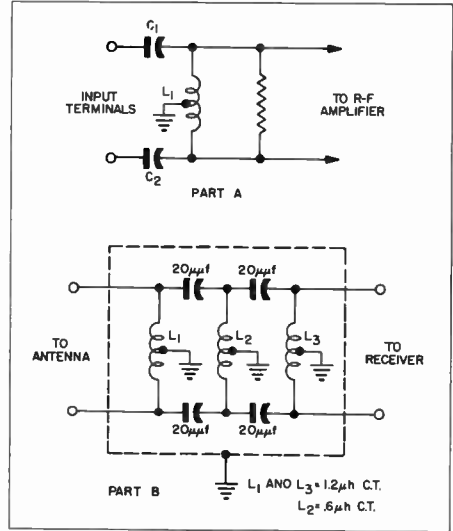 C1
INPUT
TERMINALS
L1
TO R-F
AMPLIFIER
C2
PART A
20μμf 20μμf
TO
ANTENNA
L1
L2
L3
TO
RECEIVER
20μμf 20μμf
PART B
L1 AND L3=1.2μh C.T.
L2=.6μh C.T.